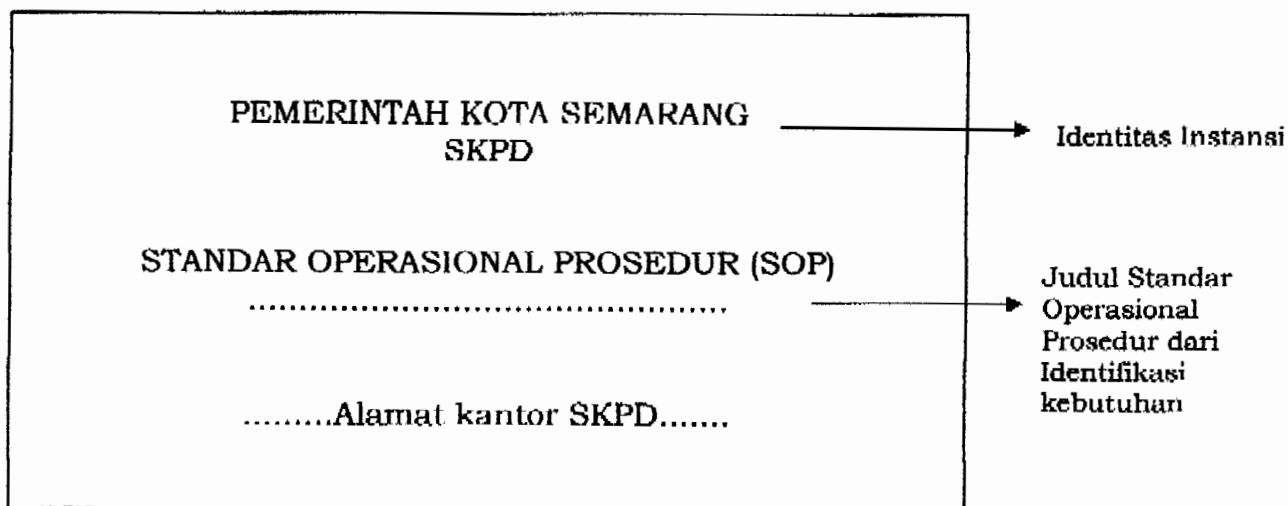 PEMERINTAH KOTA SEMARANG
SKPD
Identitas Instansi
STANDAR OPERASIONAL PROSEDUR (SOP)
................................................
Judul Standar
Operasional
Prosedur dari
Identifikasi
kebutuhan
.........Alamat kantor SKPD.......